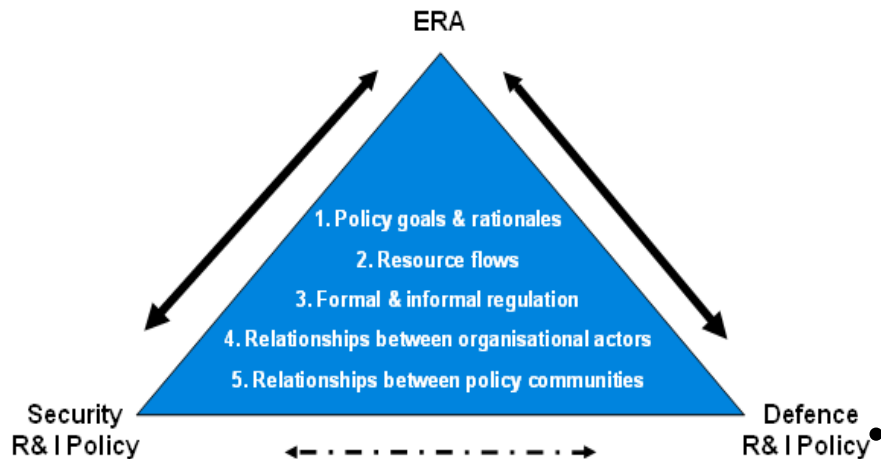 ERA
1. Policy goals & rationales
2. Resource flows
3. Formal & informal regulation
4. Relationships between organisational actors
5. Relationships between policy communities
Security
R& I Policy
Defence
R& I Policy